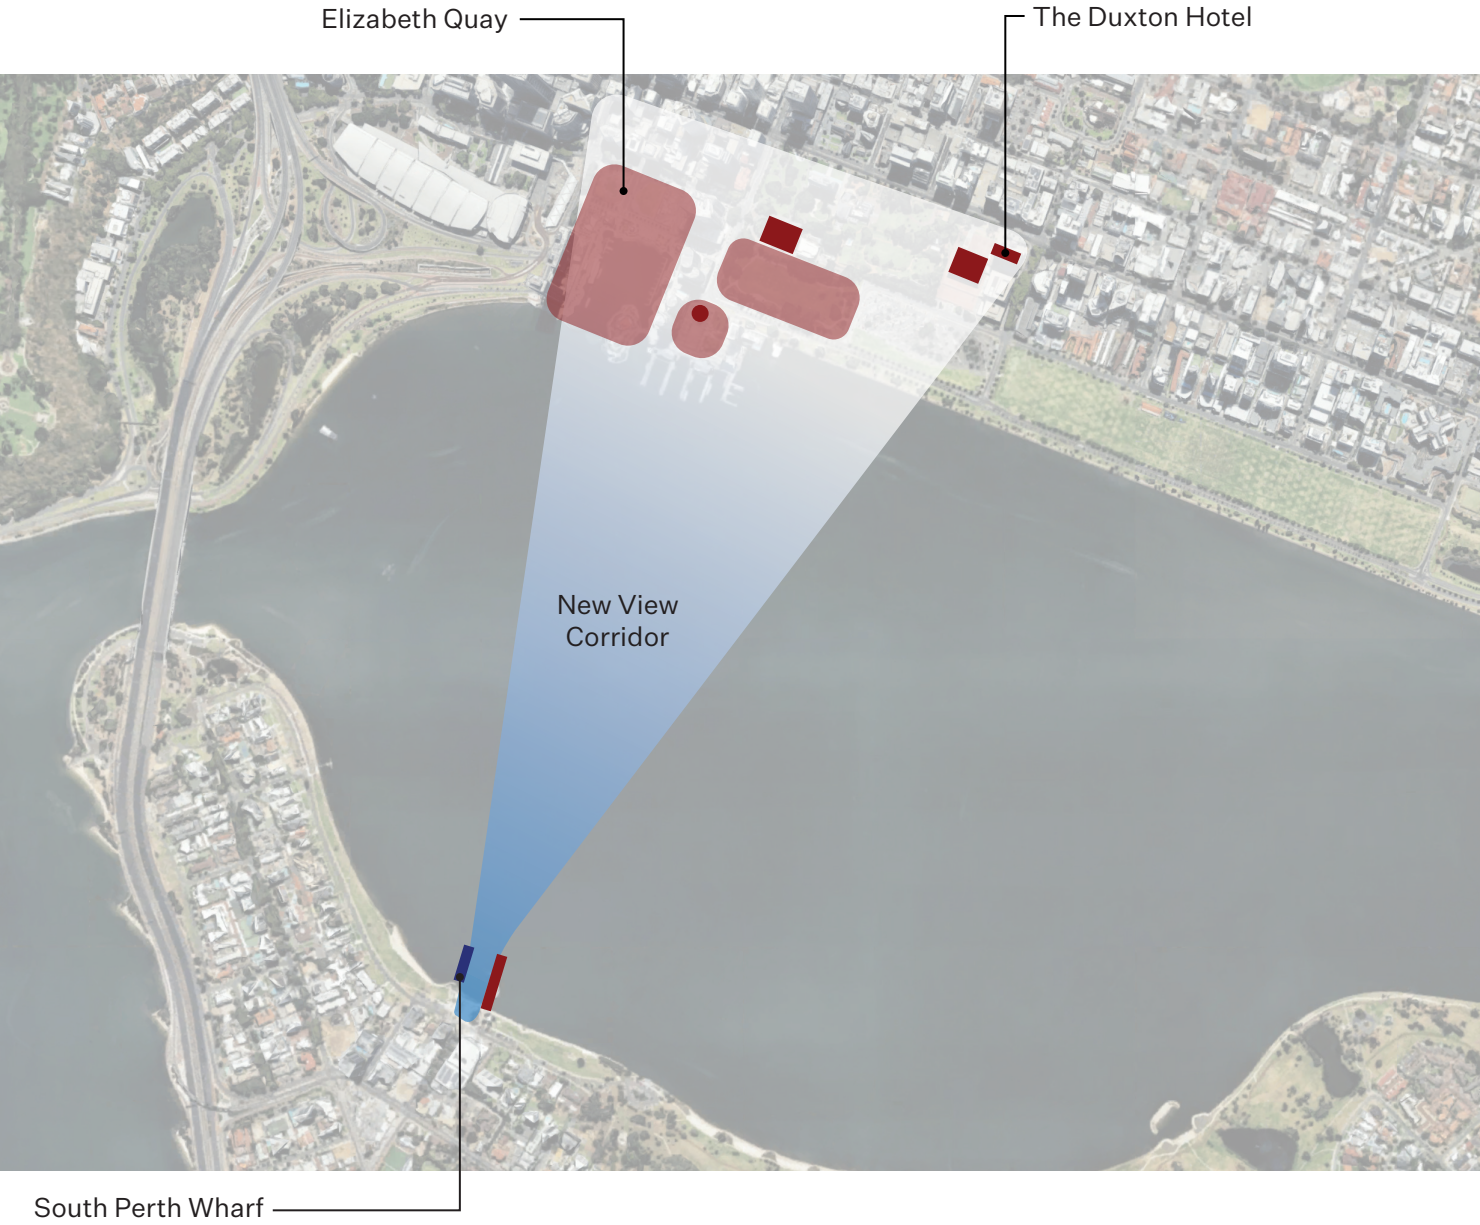 Elizabeth Quay
The Duxton Hotel
New View
Corridor
South Perth Wharf